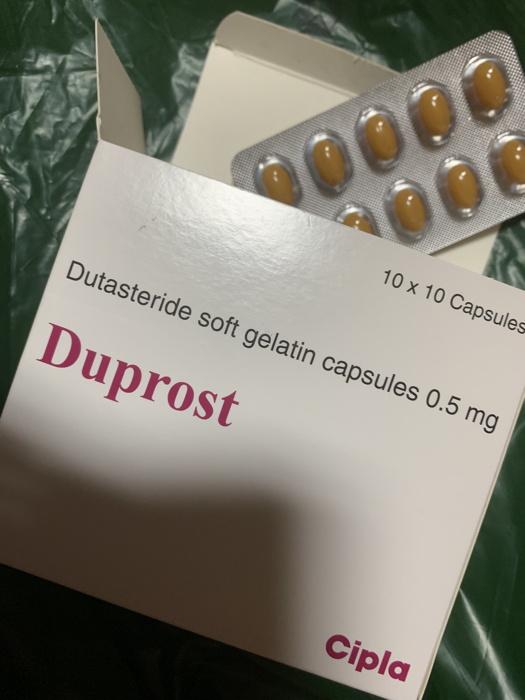 10 x 10 Capsules
Dutasteride soft gelatin capsules 0.5 mg
Duprost
Cipla